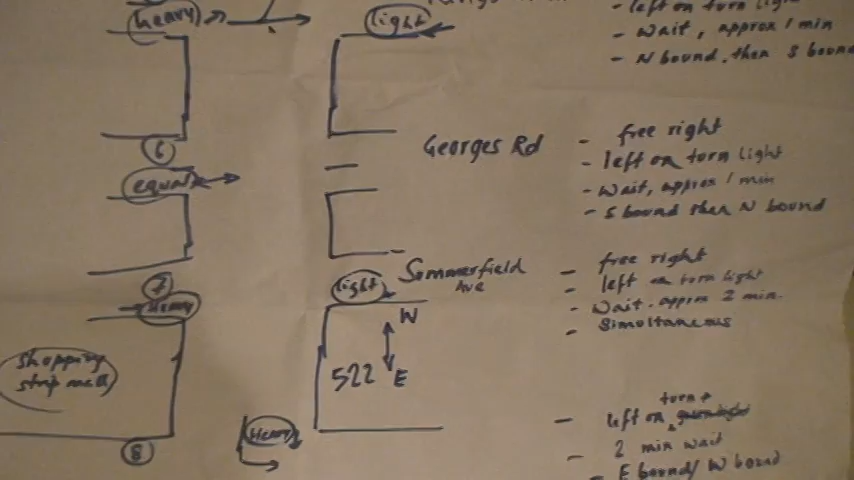 heavy
light
- left on turn light
- wait, approx 1 min
- N bound, then S bound
6
equal
Georges Rd
- free right
- left on turn light
- wait, approx 1 min
- S bound then N bound
7
Heavy
light
Sommerfield
Ave
- free right
- left on turn light
- wait, approx 2 min.
- Simultaneous
shopping
strip mall
W
522 E
8
Heavy
turn
- left on
- 2 min wait
- E bound/ W bound